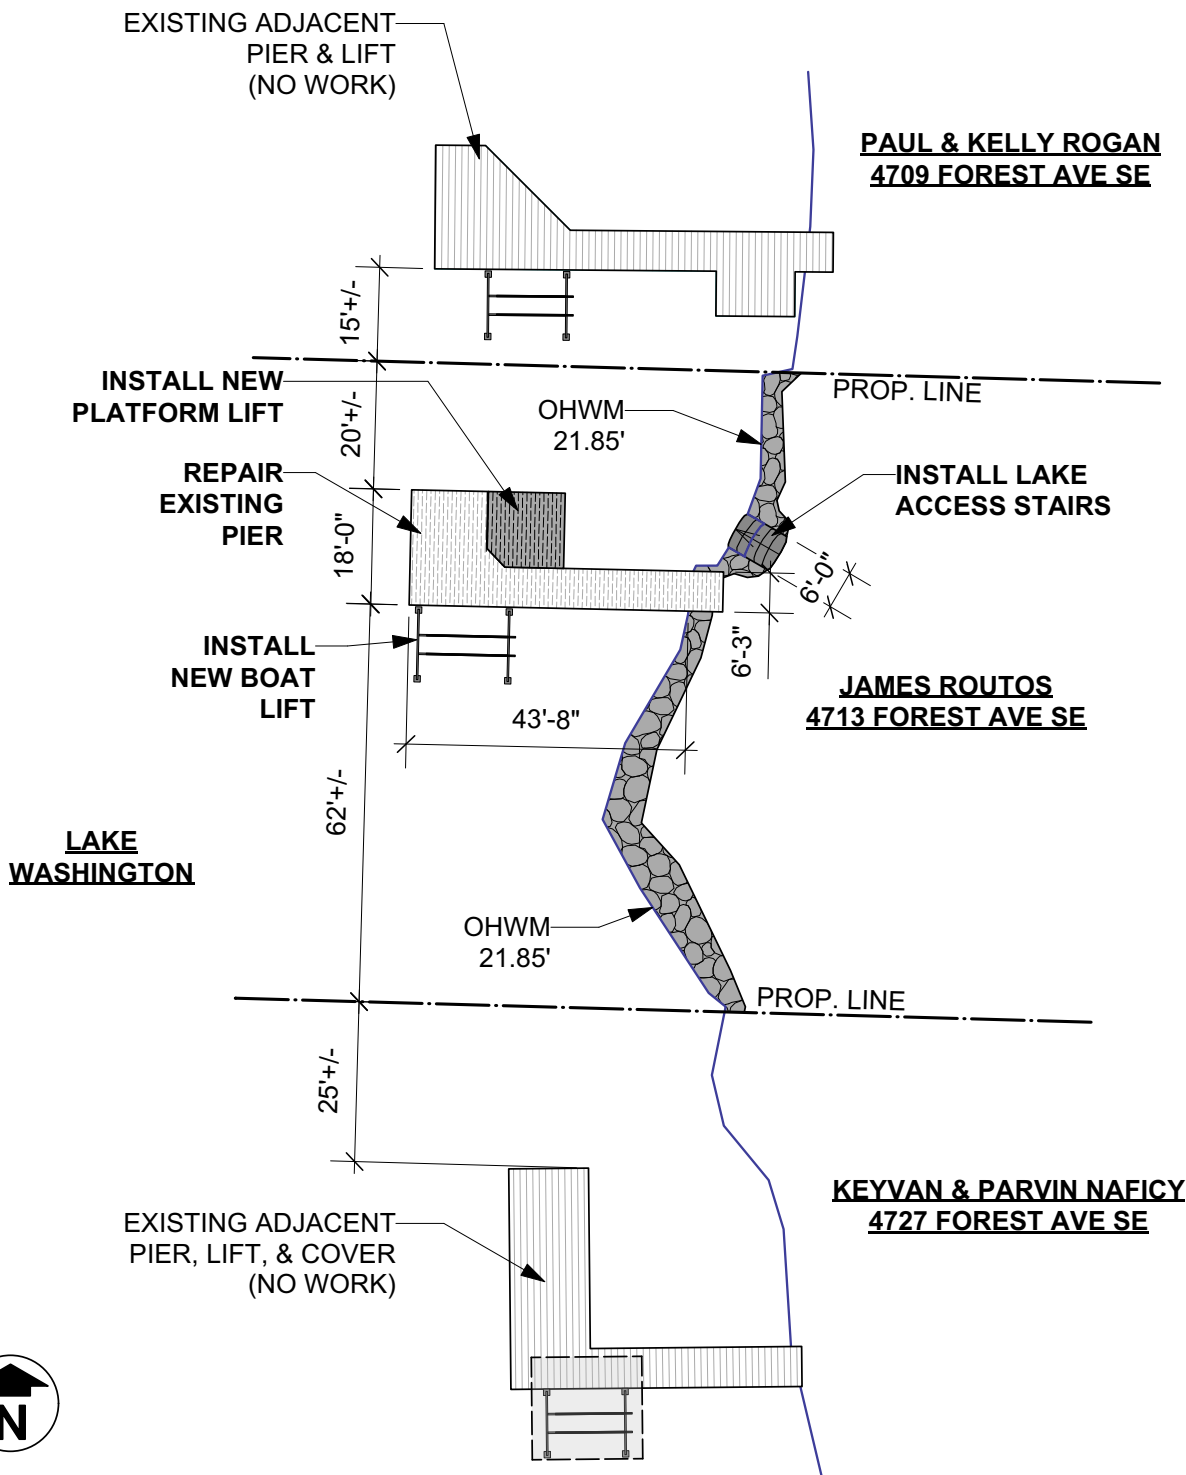 EXISTING ADJACENT
PIER & LIFT
(NO WORK)
PAUL & KELLY ROGAN
4709 FOREST AVE SE
15'+/-
INSTALL NEW
PLATFORM LIFT
PROP. LINE
OHWM
21.85'
20'+/-
REPAIR
EXISTING
PIER
INSTALL LAKE
ACCESS STAIRS
18'-0"
6'-0"
6'-3"
INSTALL
NEW BOAT
LIFT
JAMES ROUTOS
4713 FOREST AVE SE
43'-8"
62'+/-
LAKE
WASHINGTON
OHWM
21.85'
PROP. LINE
25'+/-
KEYVAN & PARVIN NAFICY
4727 FOREST AVE SE
EXISTING ADJACENT
PIER, LIFT, & COVER
(NO WORK)
N